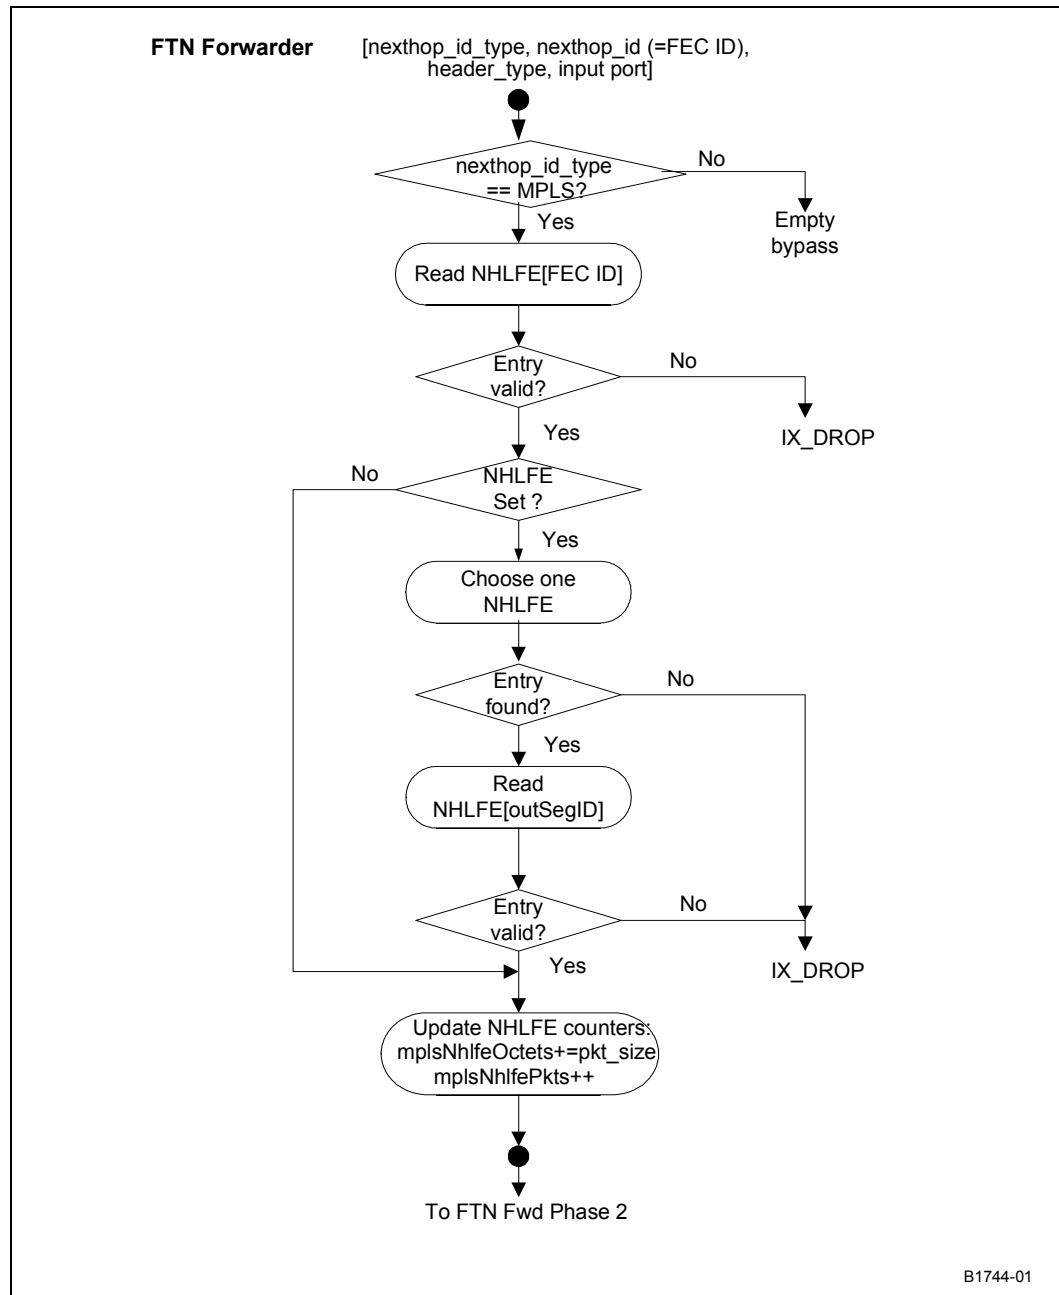 FTN Forwarder
[nexthop_id_type, nexthop_id (=FEC ID),
header_type, input port]
nexthop_id_type
== MPLS?
No
Empty
bypass
Yes
Read NHLFE[FEC ID]
Entry
valid?
No
IX_DROP
Yes
NHLFE
Set ?
No
Yes
Choose one
NHLFE
Entry
found?
No
Yes
Read
NHLFE[outSegID]
Entry
valid?
No
IX_DROP
Yes
Update NHLFE counters:
mplsNhlfeOctets+=pkt_size
mplsNhlfePkts++
To FTN Fwd Phase 2
B1744-01